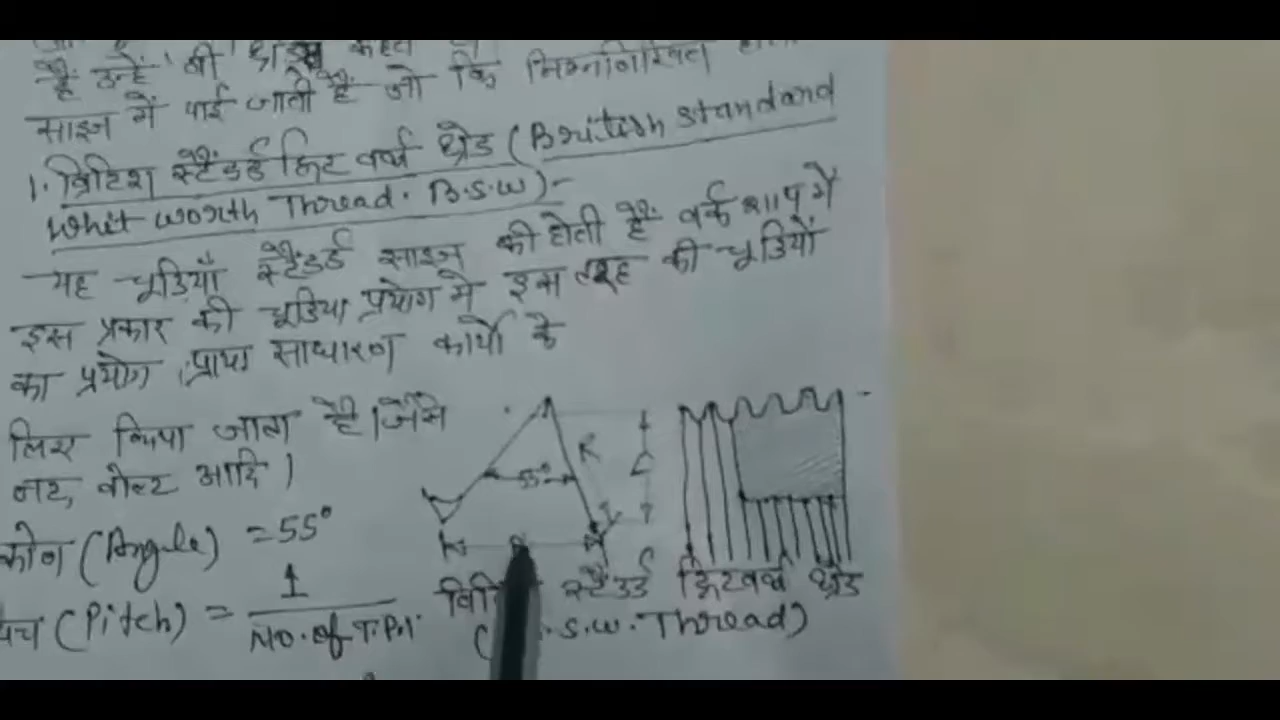 हैं उन्हें 'वी थ्रेड्स कहते
साइज में पाई जाती हैं जो कि निम्नलिखित
1. ब्रिटिश स्टैंडर्ड व्हिट वर्थ थ्रेड (British Standard
Whit worth Thread. B.S.W) -
यह चूडियाँ स्टैंडर्ड साइज की होती हैं वर्क शाप में
इस प्रकार की चूडिया प्रयोग मे इस तरह की चूडियों
का प्रयोग प्राय साधारण कार्यो के
लिए किया जाता है। जैसे
नट, वोल्ट आदि।
कोण (Angle) = 55°
(Pitch) = 1
No. of T.P.I.
55°
R
स्टैंडर्ड व्हिटवर्थ थ्रेड
.S.W. Thread)